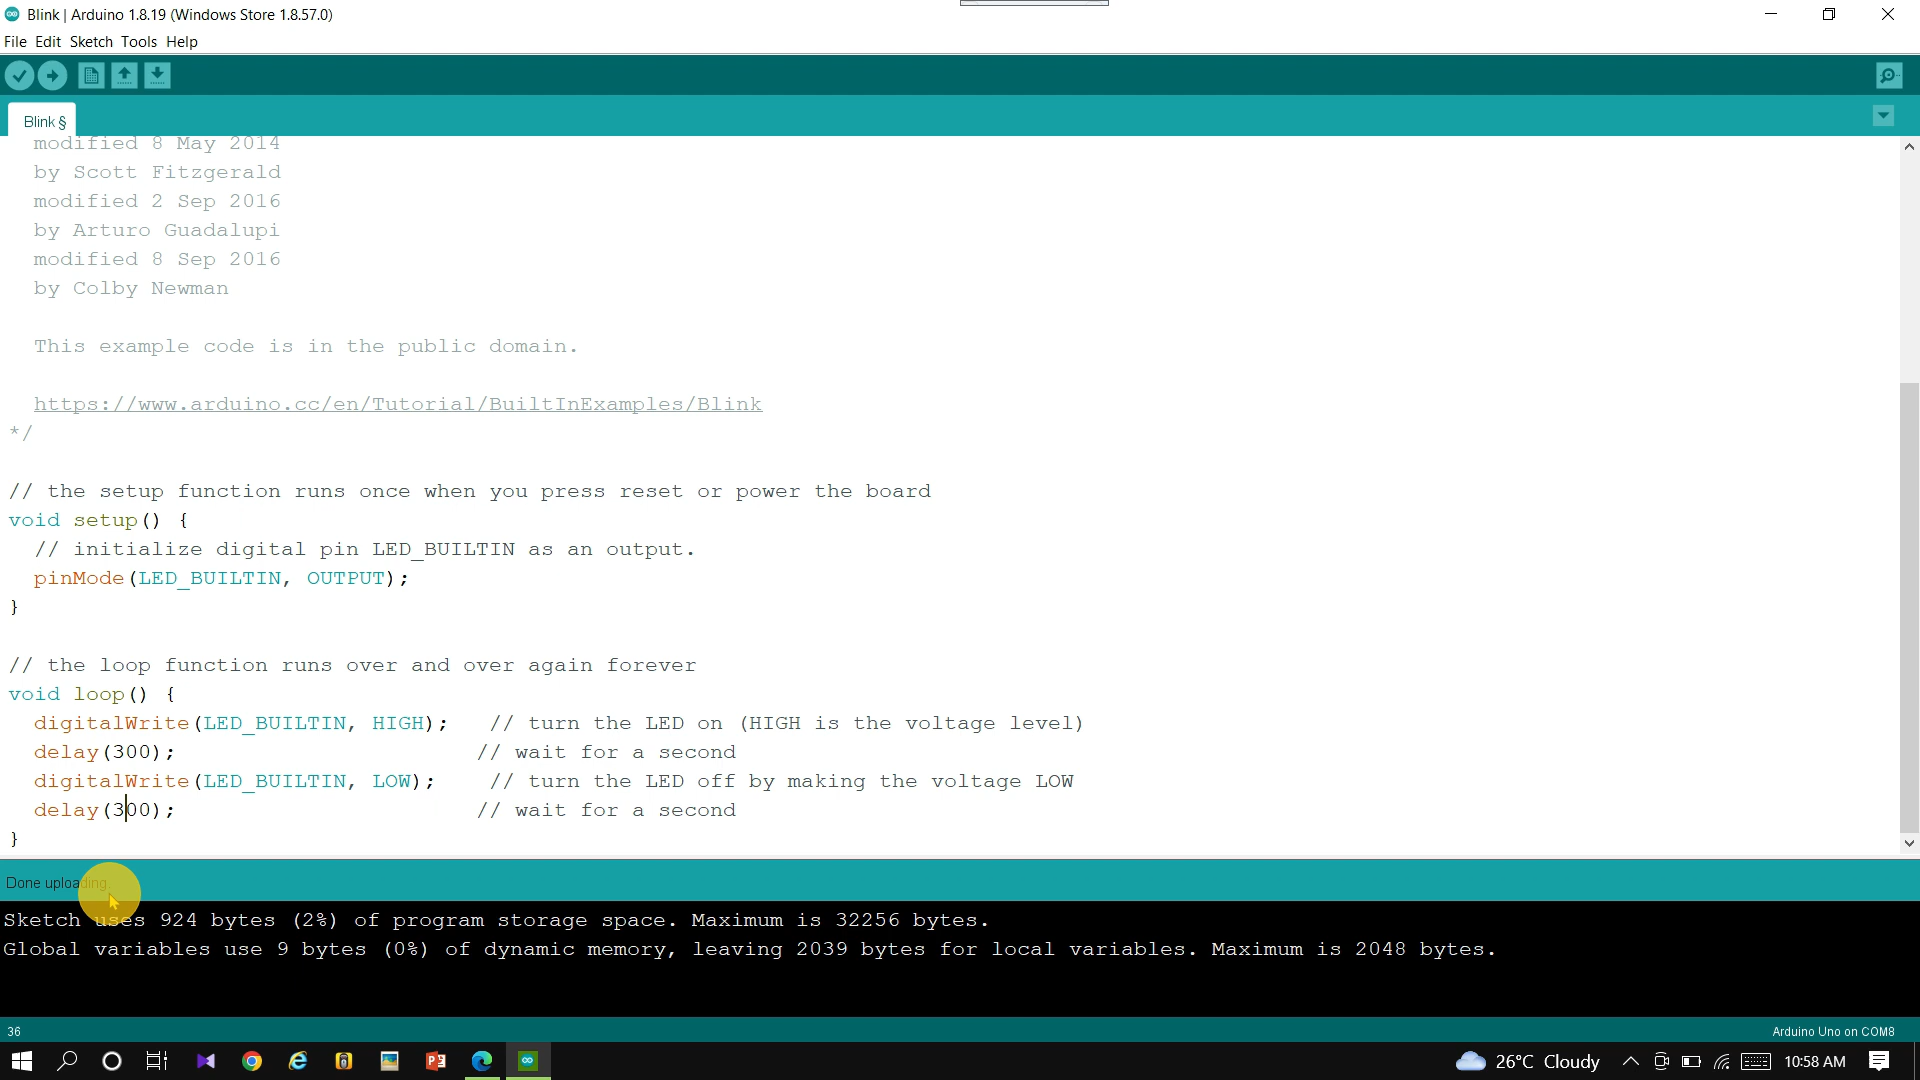 Blink | Arduino 1.8.19 (Windows Store 1.8.57.0)
File Edit Sketch Tools Help
Blink §
modified 8 May 2014
by Scott Fitzgerald
modified 2 Sep 2016
by Arturo Guadalupi
modified 8 Sep 2016
by Colby Newman
This example code is in the public domain.
https://www.arduino.cc/en/Tutorial/BuiltInExamples/Blink
*/
// the setup function runs once when you press reset or power the board
void setup() {
// initialize digital pin LED_BUILTIN as an output.
pinMode(LED_BUILTIN, OUTPUT);
}
// the loop function runs over and over again forever
void loop() {
digitalWrite(LED_BUILTIN, HIGH);   // turn the LED on (HIGH is the voltage level)
delay(300);                       // wait for a second
digitalWrite(LED_BUILTIN, LOW);    // turn the LED off by making the voltage LOW
delay(300);                       // wait for a second
}
Done uploading.
Sketch uses 924 bytes (2%) of program storage space. Maximum is 32256 bytes.
Global variables use 9 bytes (0%) of dynamic memory, leaving 2039 bytes for local variables. Maximum is 2048 bytes.
36
Arduino Uno on COM8
26°C Cloudy
10:58 AM